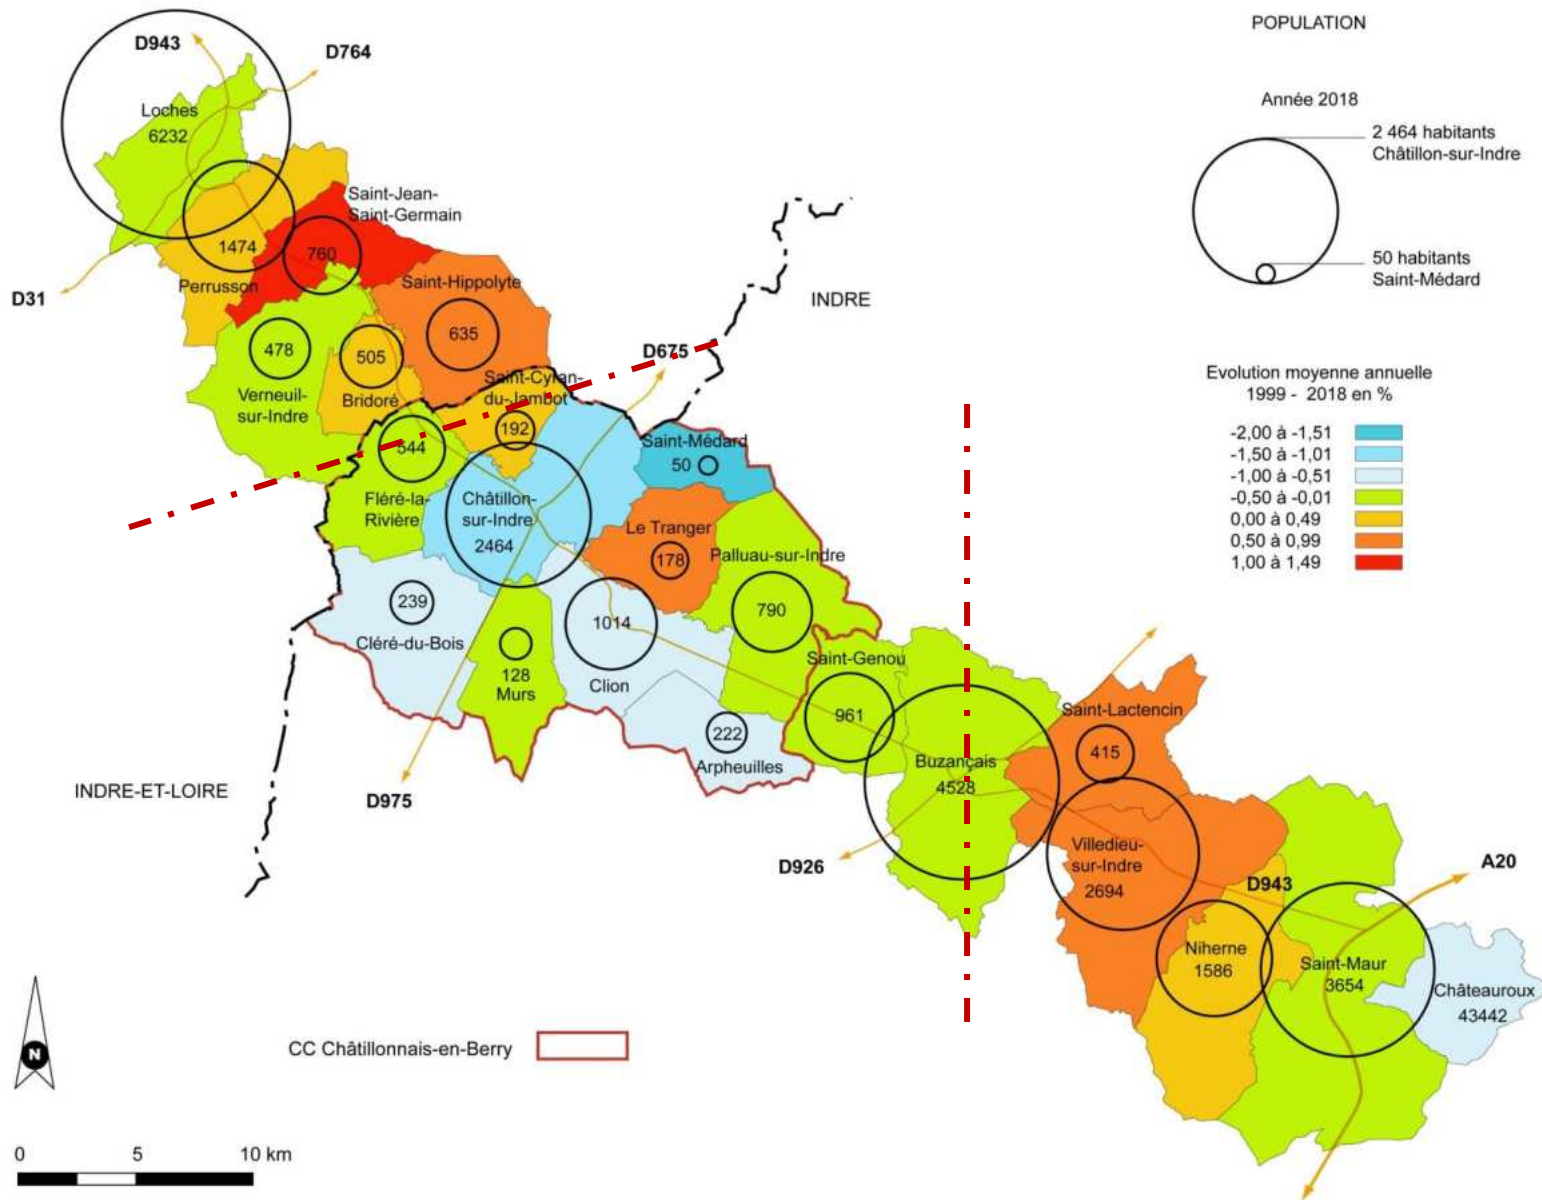 POPULATION
D943
D764
Année 2018
Loches
6232
2 464 habitants
Châtillon-sur-Indre
Saint-Jean-
Saint-Germain
1474
760
Perrusson
50 habitants
Saint-Médard
D31
Saint-Hippolyte
INDRE
635
478
505
D675
Verneuil-
sur-Indre
Bridoré
Saint-Cyran-
du-Jambot
192
Evolution moyenne annuelle
1999 - 2018 en %
-2,00 à -1,51
-1,50 à -1,01
-1,00 à -0,51
-0,50 à -0,01
0,00 à 0,49
0,50 à 0,99
1,00 à 1,49
544
Saint-Médard
50
Fléré-la-
Rivière
Châtillon-
sur-Indre
2464
Le Tranger
178
Palluau-sur-Indre
790
239
Cléré-du-Bois
1014
128
Murs
Clion
Saint-Genou
961
222
Arpheuilles
Saint-Lactencin
415
Buzançais
4528
INDRE-ET-LOIRE
D975
D926
Villedieu-
sur-Indre
2694
D943
A20
Niherne
1586
Saint-Maur
3654
Châteauroux
43442
N
CC Châtillonnais-en-Berry
0 5 10 km